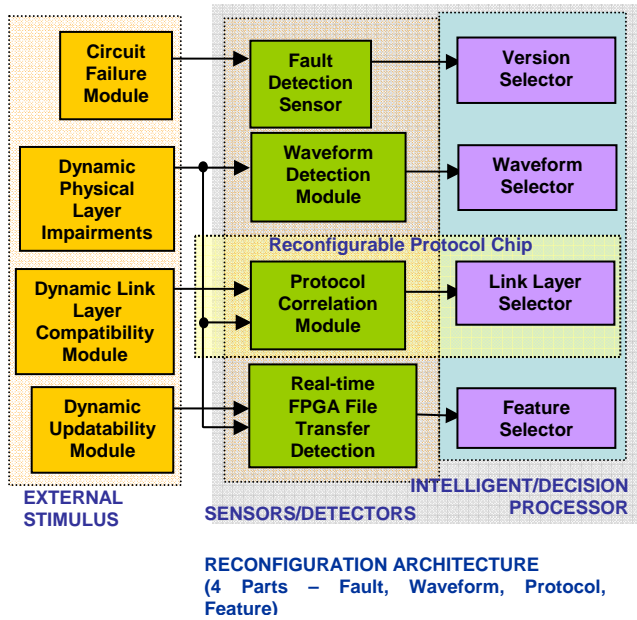 Circuit
Failure
Module
Fault
Detection
Sensor
Version
Selector
Dynamic
Physical
Layer
Impairments
Waveform
Detection
Module
Waveform
Selector
Reconfigurable Protocol Chip
Dynamic Link
Layer
Compatibility
Module
Protocol
Correlation
Module
Link Layer
Selector
Dynamic
Updatability
Module
Real-time
FPGA File
Transfer
Detection
Feature
Selector
EXTERNAL
STIMULUS
SENSORS/DETECTORS
INTELLIGENT/DECISION
PROCESSOR
RECONFIGURATION ARCHITECTURE
(4 Parts – Fault, Waveform, Protocol,
Feature)